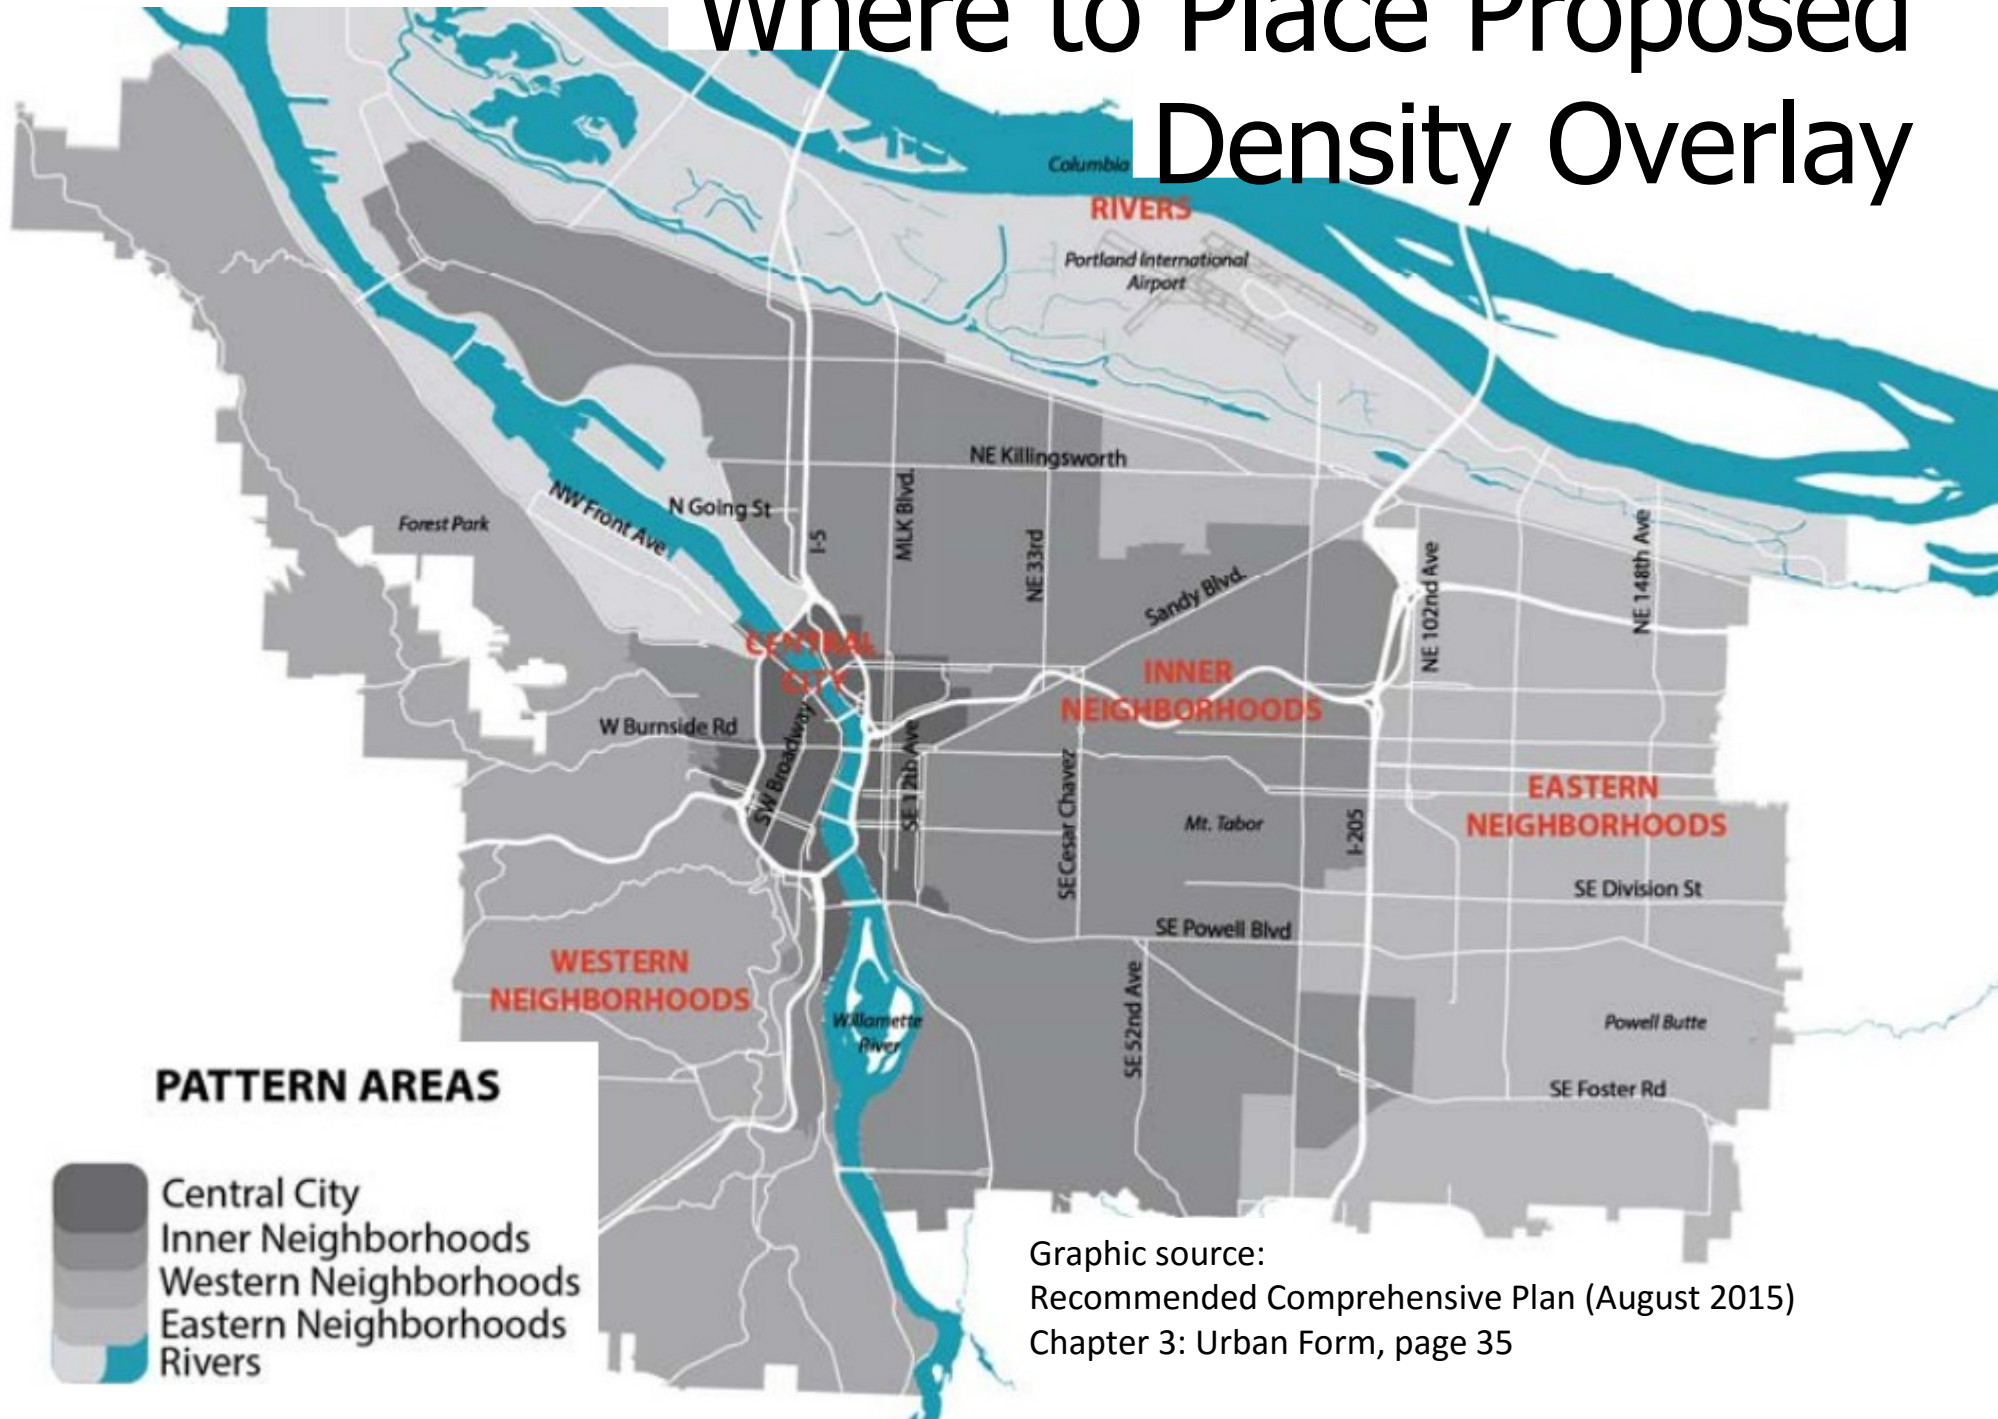 Where to Place Proposed
Density Overlay
Columbia
RIVERS
Portland International
Airport
NE Killingsworth
N Going St
NW Front Ave
Forest Park
I-5
MLK Blvd.
NE 33rd
Sandy Blvd.
NE 102nd Ave
NE 148th Ave
CENTRAL
CITY
INNER
NEIGHBORHOODS
W Burnside Rd
SW Broadway
SE 12th Ave
SE Cesar Chavez
Mt. Tabor
I-205
EASTERN
NEIGHBORHOODS
SE Division St
SE Powell Blvd
WESTERN
NEIGHBORHOODS
Willamette
River
SE 52nd Ave
Powell Butte
SE Foster Rd
PATTERN AREAS
Central City
Inner Neighborhoods
Western Neighborhoods
Eastern Neighborhoods
Rivers
Graphic source:
Recommended Comprehensive Plan (August 2015)
Chapter 3: Urban Form, page 35